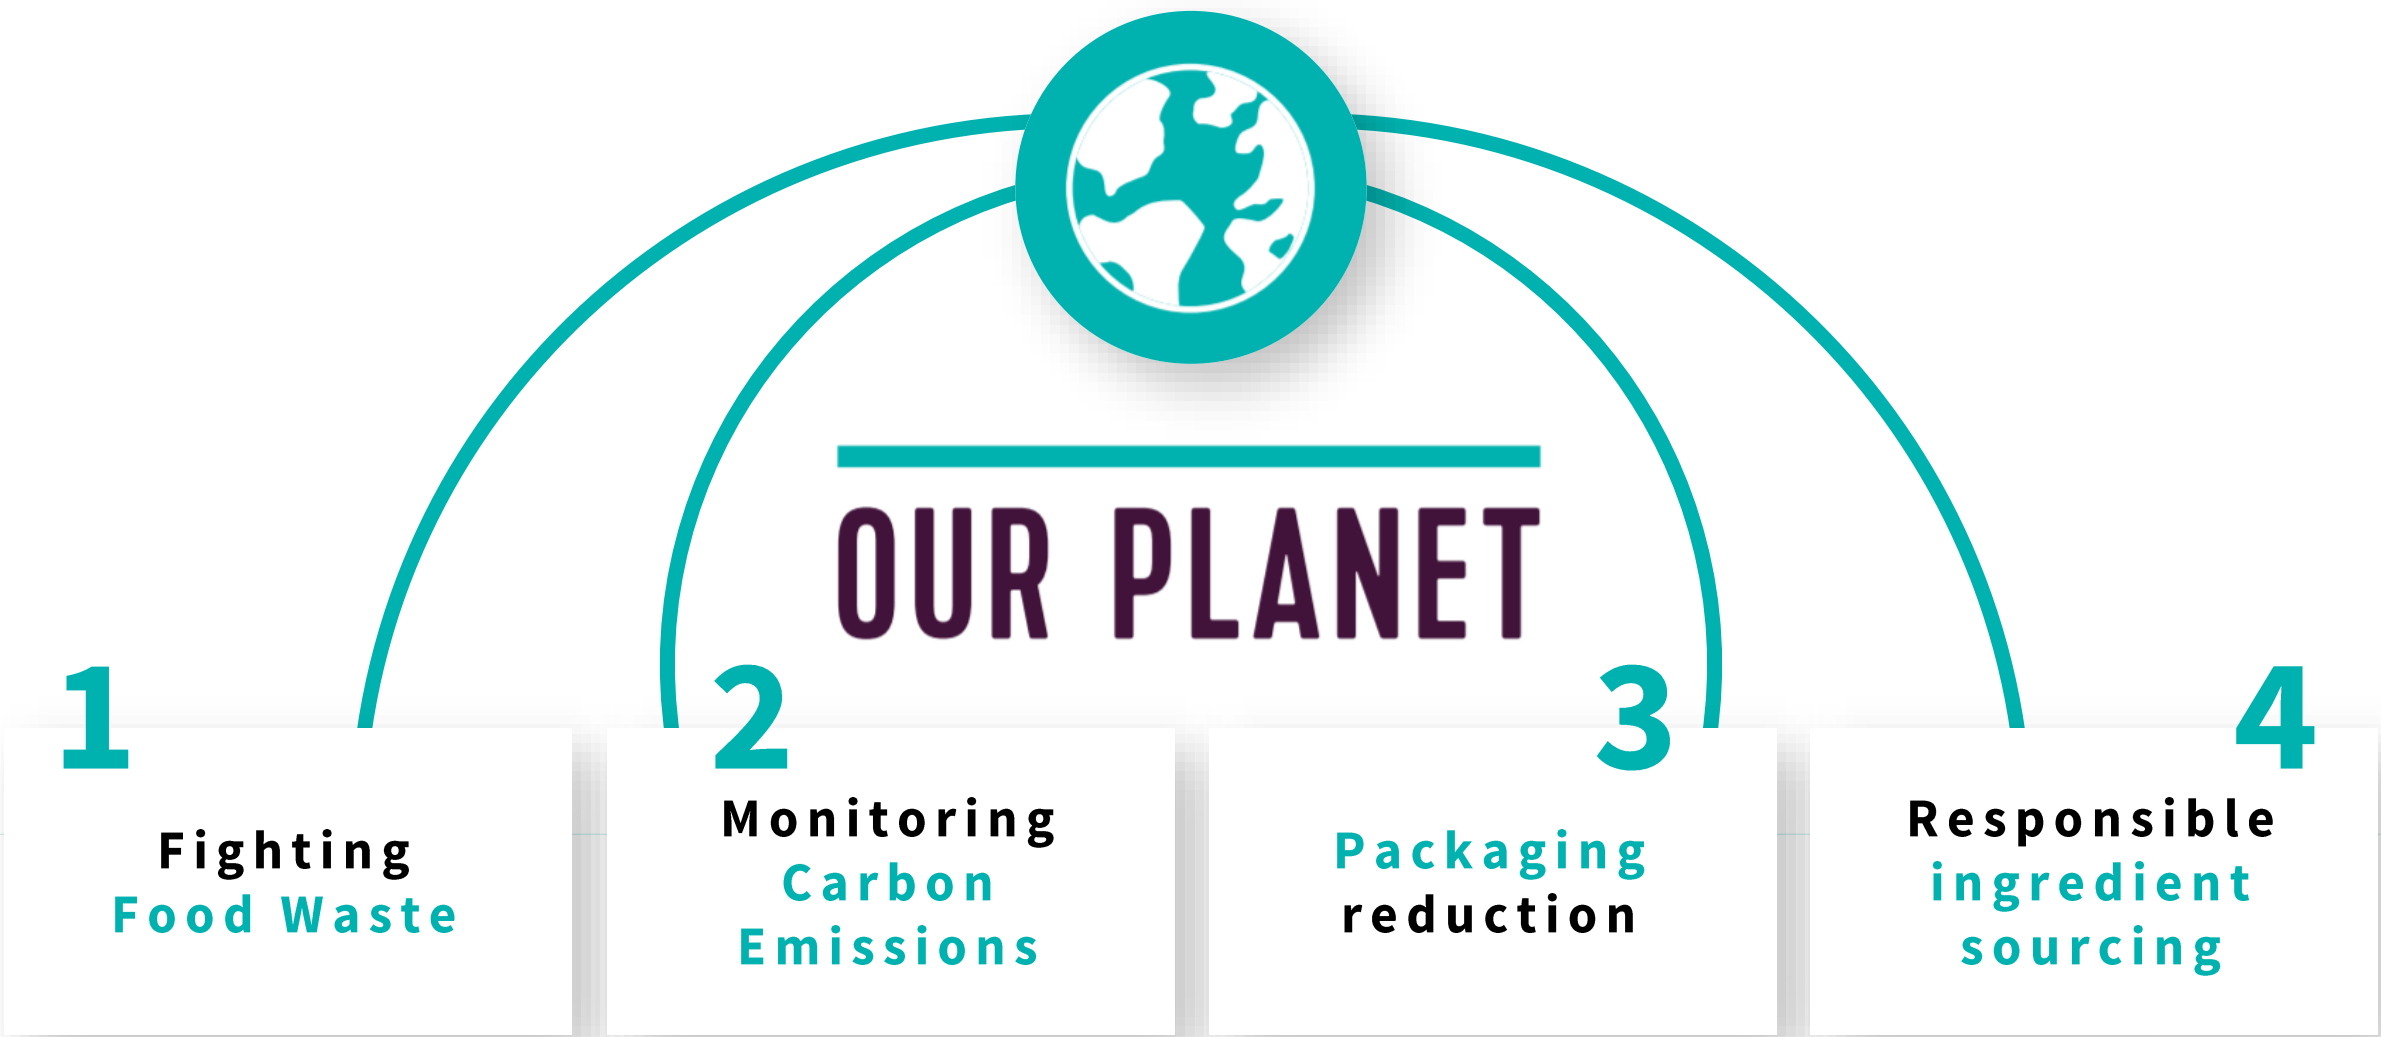 OUR PLANET
1
Fighting
Food Waste
2
Monitoring
Carbon
Emissions
3
Packaging
reduction
4
Responsible
ingredient
sourcing